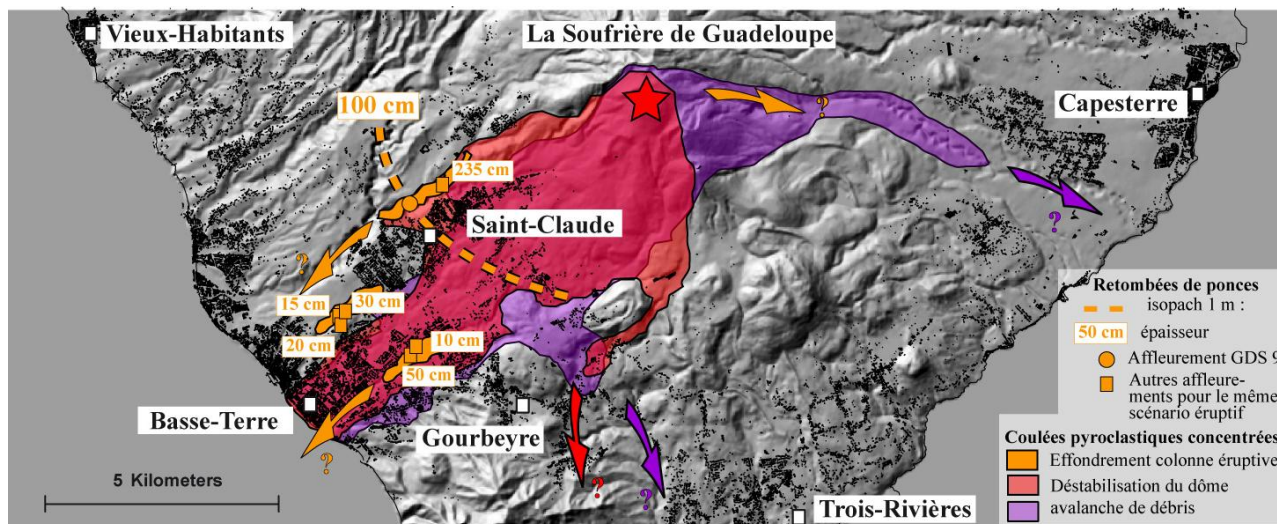 Vieux-Habitants
La Soufrière de Guadeloupe
100 cm
?
Capesterre
235 cm
Saint-Claude
?
?
15 cm
30 cm
20 cm
10 cm
50 cm
Basse-Terre
Gourbeyre
?
?
?
5 Kilometers
Trois-Rivières
Retombées de ponces
isopach 1 m :
50 cm
épaisseur
Affleurement GDS 9
Autres affleure-
ments pour le même
scénario éruptif
Coulées pyroclastiques concentrées
Effondrement colonne éruptive
Déstabilisation du dôme
avalanche de débris